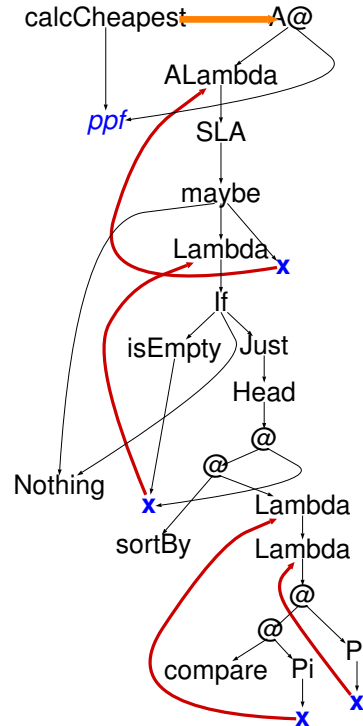 calcCheapest A@
ppf
ALambda
SLA
maybe
Lambda x
If
isEmpty Just
Head
@
@
Nothing x
Lambda
sortBy Lambda
@
@
compare Pi P
x x